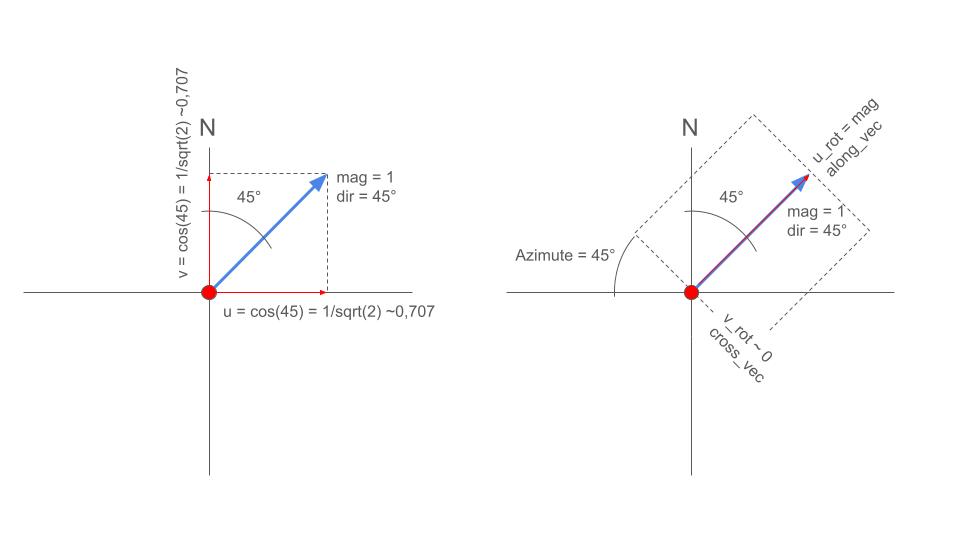 v = cos(45) = 1/sqrt(2) ~0,707
N
45°
mag = 1
dir = 45°
u = cos(45) = 1/sqrt(2) ~0,707
N
45°
u_rot = mag
along_vec
mag = 1
dir = 45°
Azimute = 45°
v_rot ~ 0
cross_vec